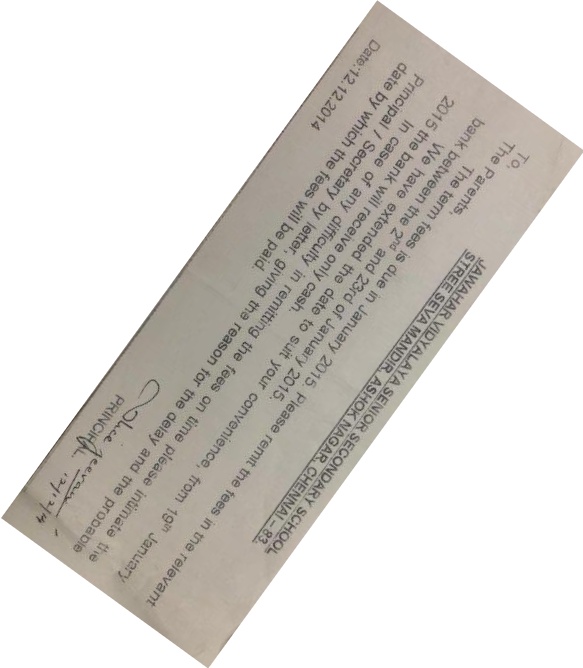 JAWAHAR VIDYALAYA SENIOR SECONDARY SCHOOL
STREE SEVA MANDIR, ASHOK NAGAR, CHENNAI – 83.
To,
The Parents,
The term fees is due in January 2015. Please remit the fees in the relevant
bank between the 2nd and 23rd of January 2015.
We have extended the date to suit your convenience, from 19th January
2015 the bank will receive only cash.
In case of any difficulty in remitting the fees on time please intimate the
Principal / Secretary by letter, giving the reason for the delay and the probable
date by which the fees will be paid.
12/12/14
Date:12.12.2014
PRINCIPAL